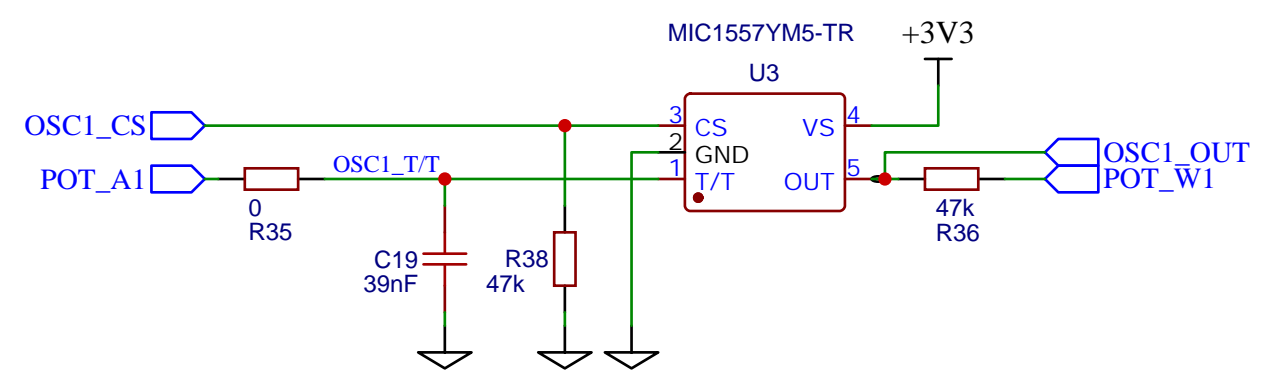 MIC1557YM5-TR
+3V3
U3
OSC1_CS
3
CS
VS
4
2
GND
OSC1_OUT
POT_A1
OSC1_T/T
1
T/T
OUT
5
POT_W1
0
R35
47k
R36
C19
39nF
R38
47k